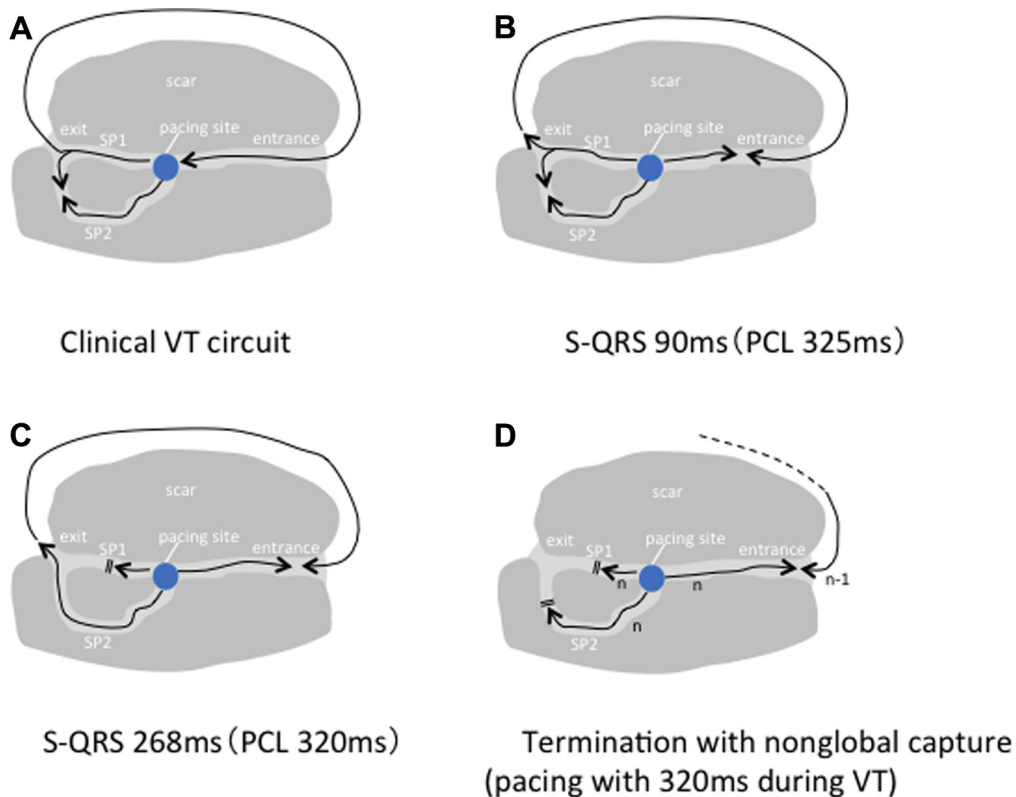 A
scar
exit
SP1
pacing site
entrance
SP2
Clinical VT circuit
B
scar
exit
SP1
pacing site
entrance
SP2
S-QRS 90ms（PCL 325ms）
C
scar
exit
SP1
pacing site
entrance
SP2
S-QRS 268ms（PCL 320ms）
D
scar
exit
SP1
pacing site
entrance
n
n
n-1
n
SP2
Termination with nonglobal capture
(pacing with 320ms during VT)